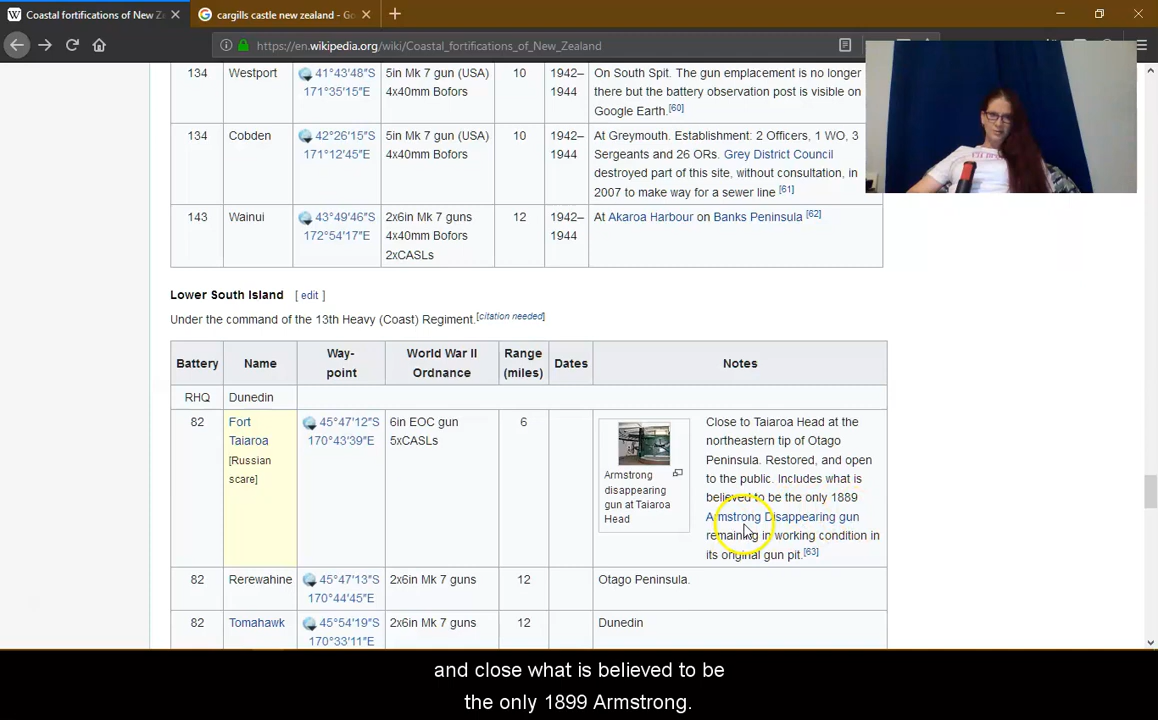 Coastal fortifications of New Ze
cargills castle new zealand - Go
https://en.wikipedia.org/wiki/Coastal_fortifications_of_New_Zealand
134 Westport 41°43′48″S 171°35′15″E 5in Mk 7 gun (USA) 4x40mm Bofors 10 1942–1944 On South Spit. The gun emplacement is no longer
there but the battery observation post is visible on
Google Earth.[60]
134 Cobden 42°26′15″S 171°12′45″E 5in Mk 7 gun (USA) 4x40mm Bofors 10 1942–1944 At Greymouth. Establishment: 2 Officers, 1 WO, 3
Sergeants and 26 ORs. Grey District Council
destroyed part of this site, without consultation, in
2007 to make way for a sewer line [61]
143 Wainui 43°49′46″S 172°54′17″E 2x6in Mk 7 guns 4x40mm Bofors 2xCASLs 12 1942–1944 At Akaroa Harbour on Banks Peninsula [62]
Lower South Island [ edit ]
Under the command of the 13th Heavy (Coast) Regiment.[citation needed]
Battery Name Way-point World War II Ordnance Range (miles) Dates Notes
RHQ Dunedin
82 Fort Taiaroa [Russian scare] 45°47′12″S 170°43′39″E 6in EOC gun 5xCASLs 6
Armstrong
disappearing
gun at Taiaroa
Head
Close to Taiaroa Head at the
northeastern tip of Otago
Peninsula. Restored, and open
to the public. Includes what is
believed to be the only 1889
Armstrong Disappearing gun
remaining in working condition in
its original gun pit.[63]
82 Rerewahine 45°47′13″S 170°44′45″E 2x6in Mk 7 guns 12 Otago Peninsula.
82 Tomahawk 45°54′19″S 170°33′11″E 2x6in Mk 7 guns 12 Dunedin
and close what is believed to be
the only 1899 Armstrong.